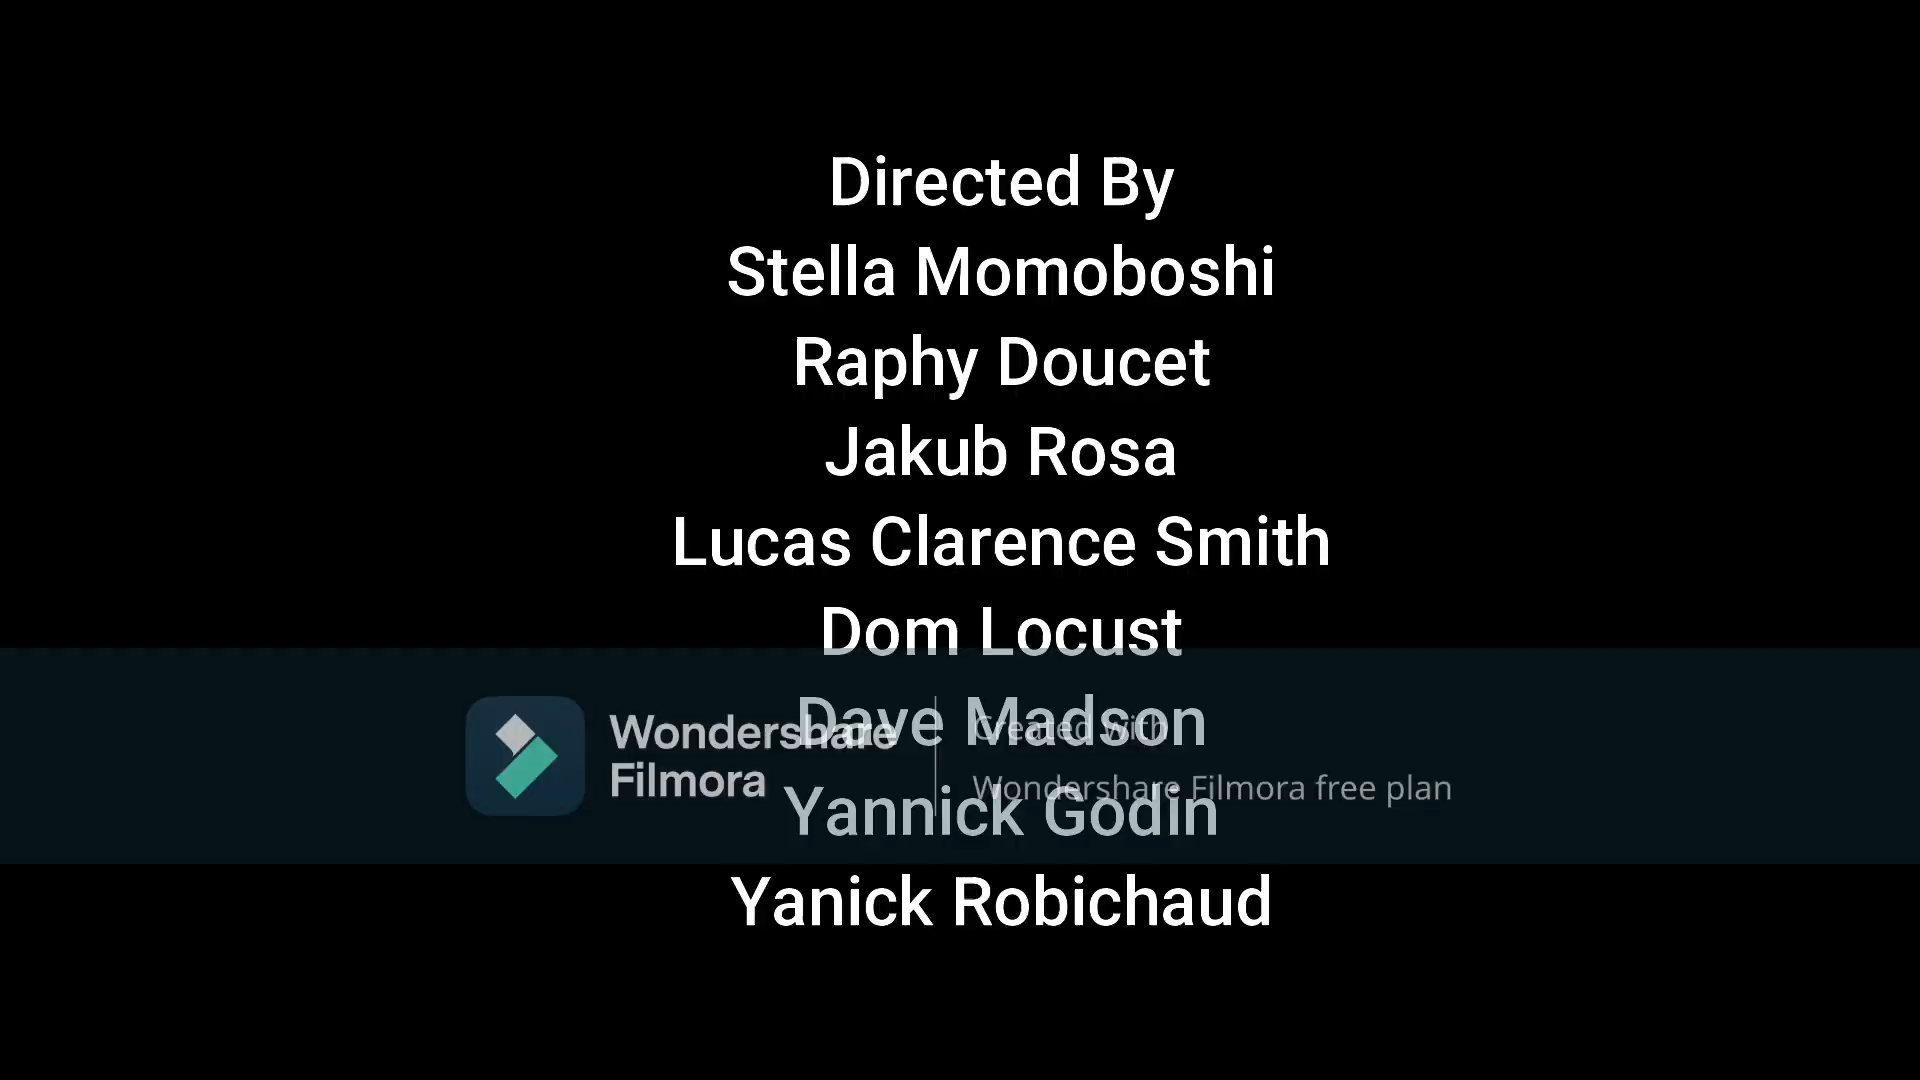 Directed By
Stella Momoboshi
Raphy Doucet
Jakub Rosa
Lucas Clarence Smith
Dom Locust
Dave Madson
Yannick Godin
Yanick Robichaud
Wondershare
Filmora
Created with
Wondershare Filmora free plan